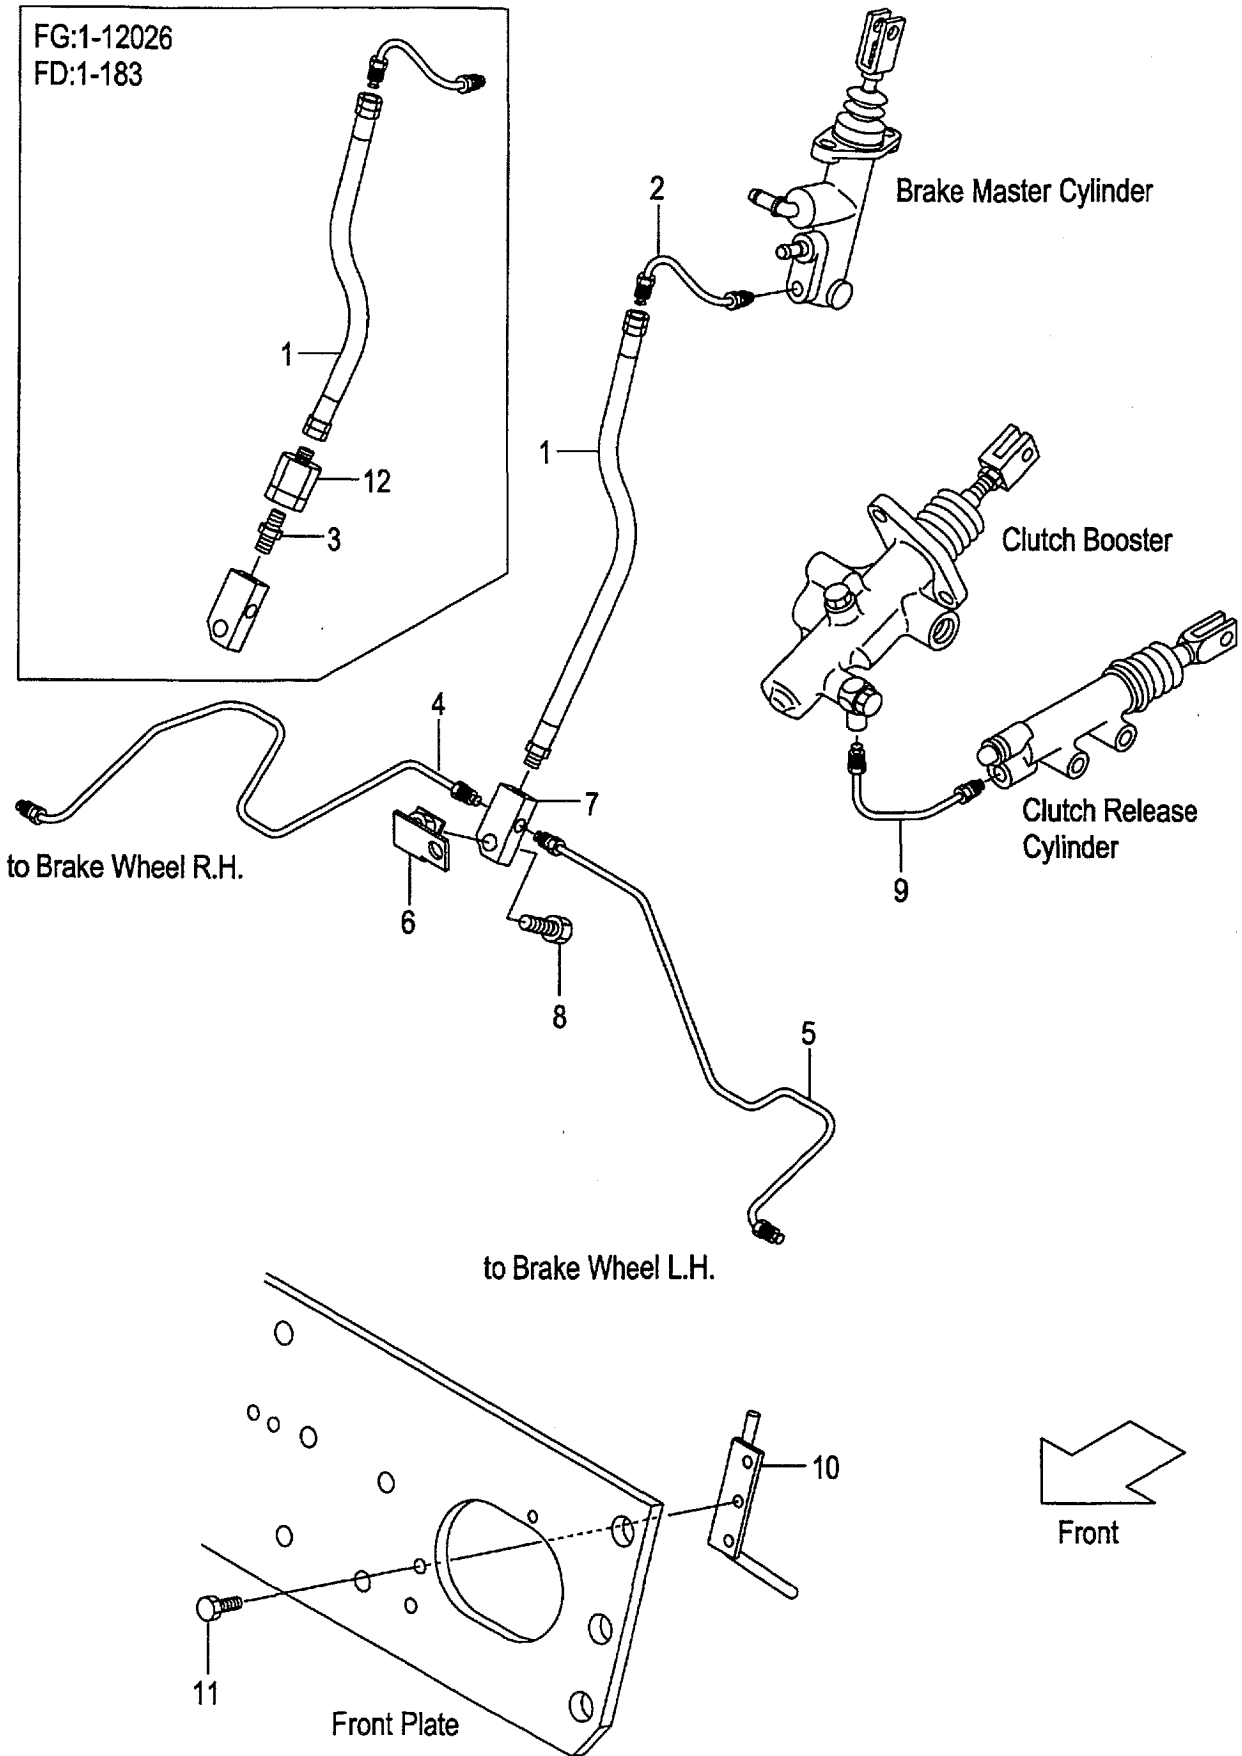 FG:1-12026
FD:1-183
1
12
3
2
Brake Master Cylinder
1
Clutch Booster
4
7
Clutch Release
Cylinder
to Brake Wheel R.H.
6
9
8
5
to Brake Wheel L.H.
10
Front
11
Front Plate